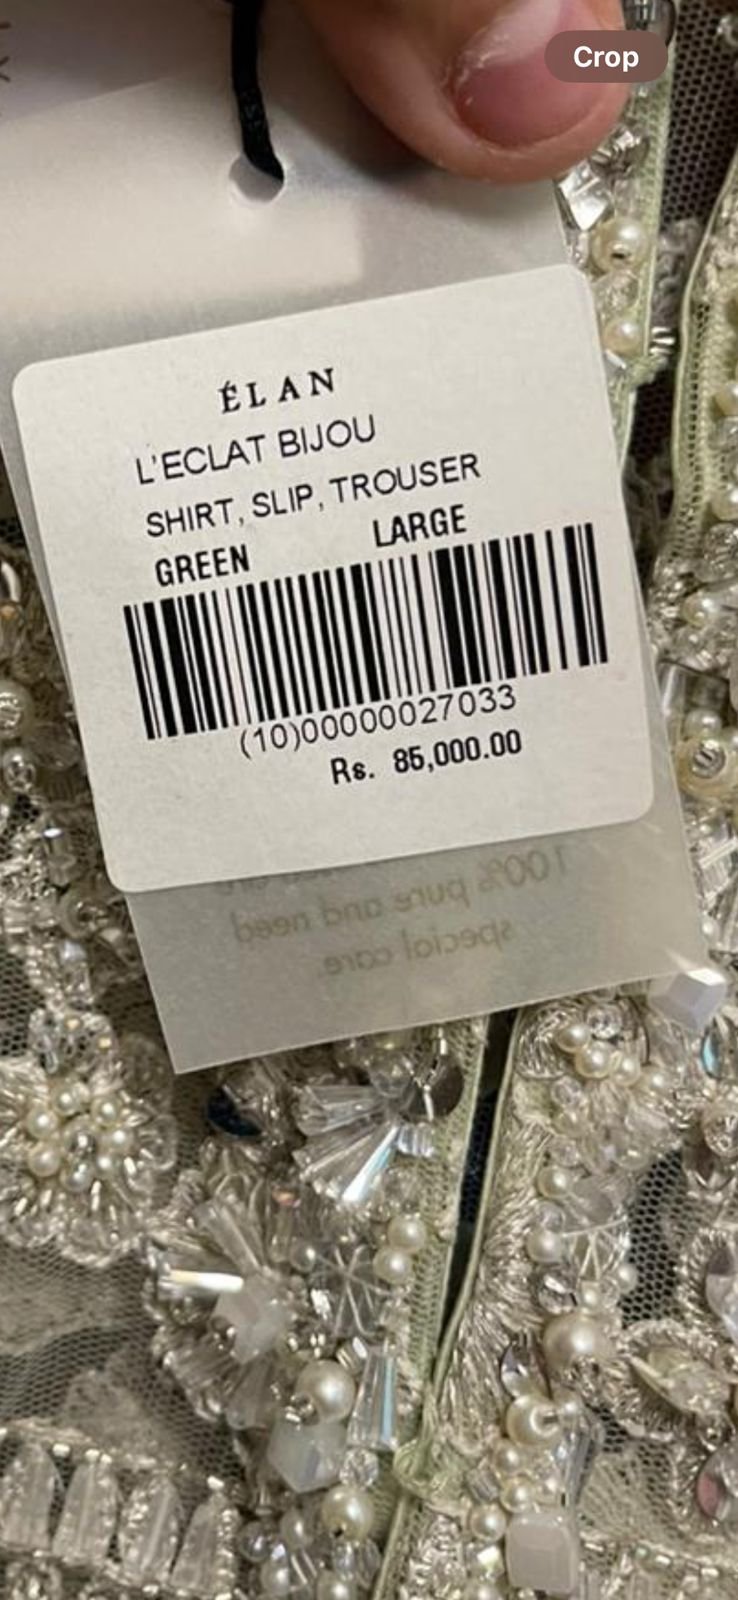 Crop
ÉLAN
L'ECLAT BIJOU
SHIRT, SLIP, TROUSER
GREEN LARGE
(10)00000027033
Rs. 85,000.00
100% pure and need
special care.